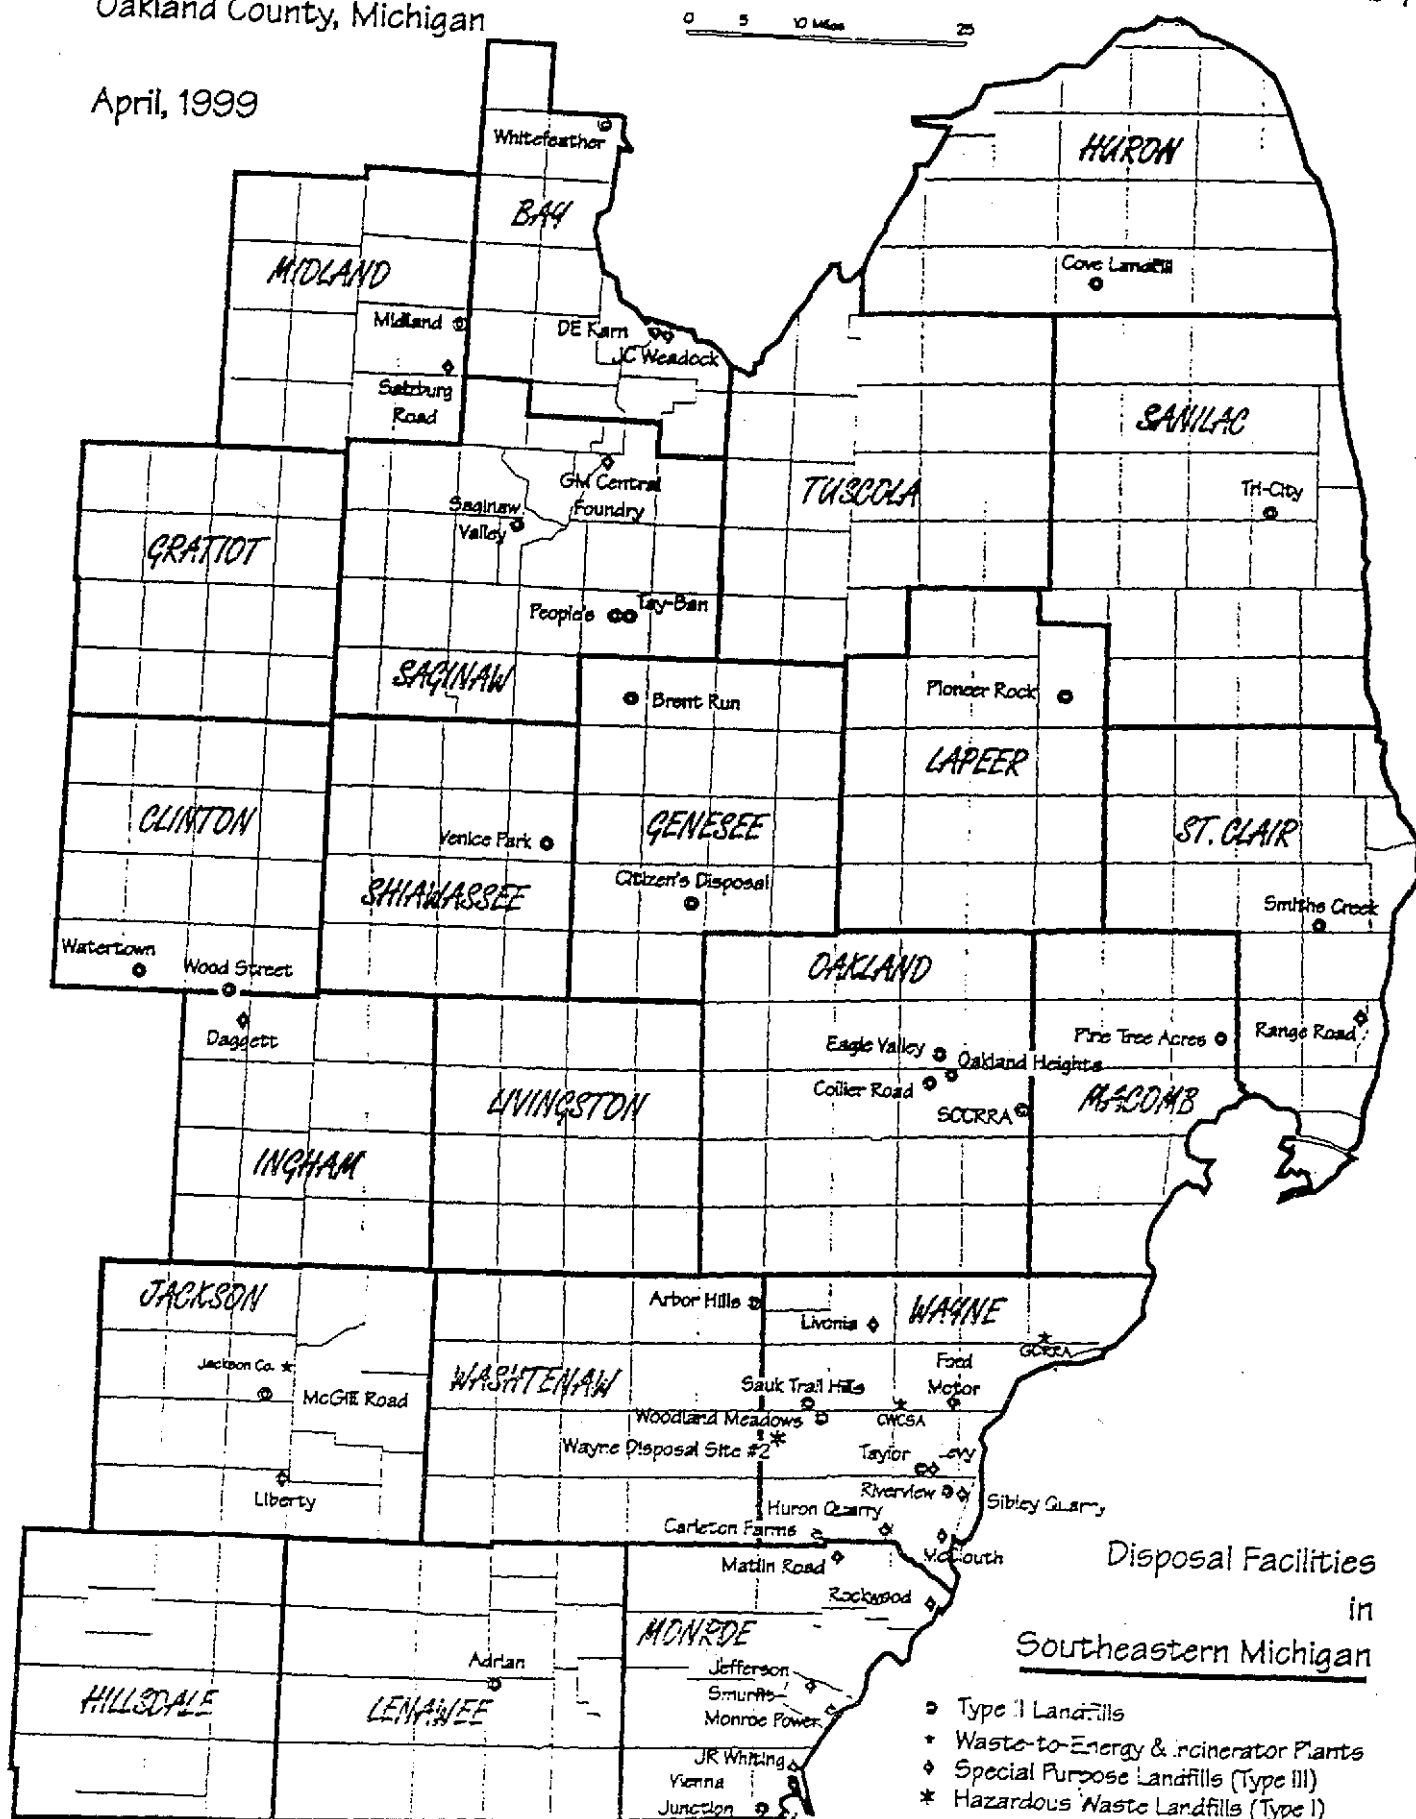 Oakland County, Michigan
0 5 10 Miles 25
April, 1999
Whitefeather
HURON
BAY
MIDLAND
Cove Landfill
Midland
DE Karn
JC Weadock
Salzburg
Road
SANILAC
GM Central
Foundry
TUSCOLA
Tri-City
Saginaw
Valley
GRATIOT
People's
Tay-Ban
SAGINAW
Brent Run
Pioneer Rock
LAPEER
CLINTON
Venice Park
GENESEE
ST. CLAIR
SHIAWASSEE
Citizen's Disposal
Smiths Creek
Watertown
Wood Street
OAKLAND
Daggett
Eagle Valley
Oakland Heights
Pine Tree Acres
Range Road
Collier Road
LIVINGSTON
SOCRRA
MACOMB
INGHAM
JACKSON
Arbor Hills
Livonia
WAYNE
GCRRA
Jackson Co.
McGill Road
WASHTENAW
Sauk Trail Hills
Ford
Motor
Woodland Meadows
CWCSA
Wayne Disposal Site #2
Taylor
Levy
Liberty
Riverview
Sibley Quarry
Huron Quarry
Carleton Farms
McLouth
Matlin Road
Rockwood
Disposal Facilities
in
Southeastern Michigan
MONROE
Adrian
Jefferson
Smurfis-
HILLSDALE
LENAWEE
Monroe Power
JR Whiting
Vienna
Junction
Type II Landfills
Waste-to-Energy & Incinerator Plants
Special Purpose Landfills (Type III)
Hazardous Waste Landfills (Type I)